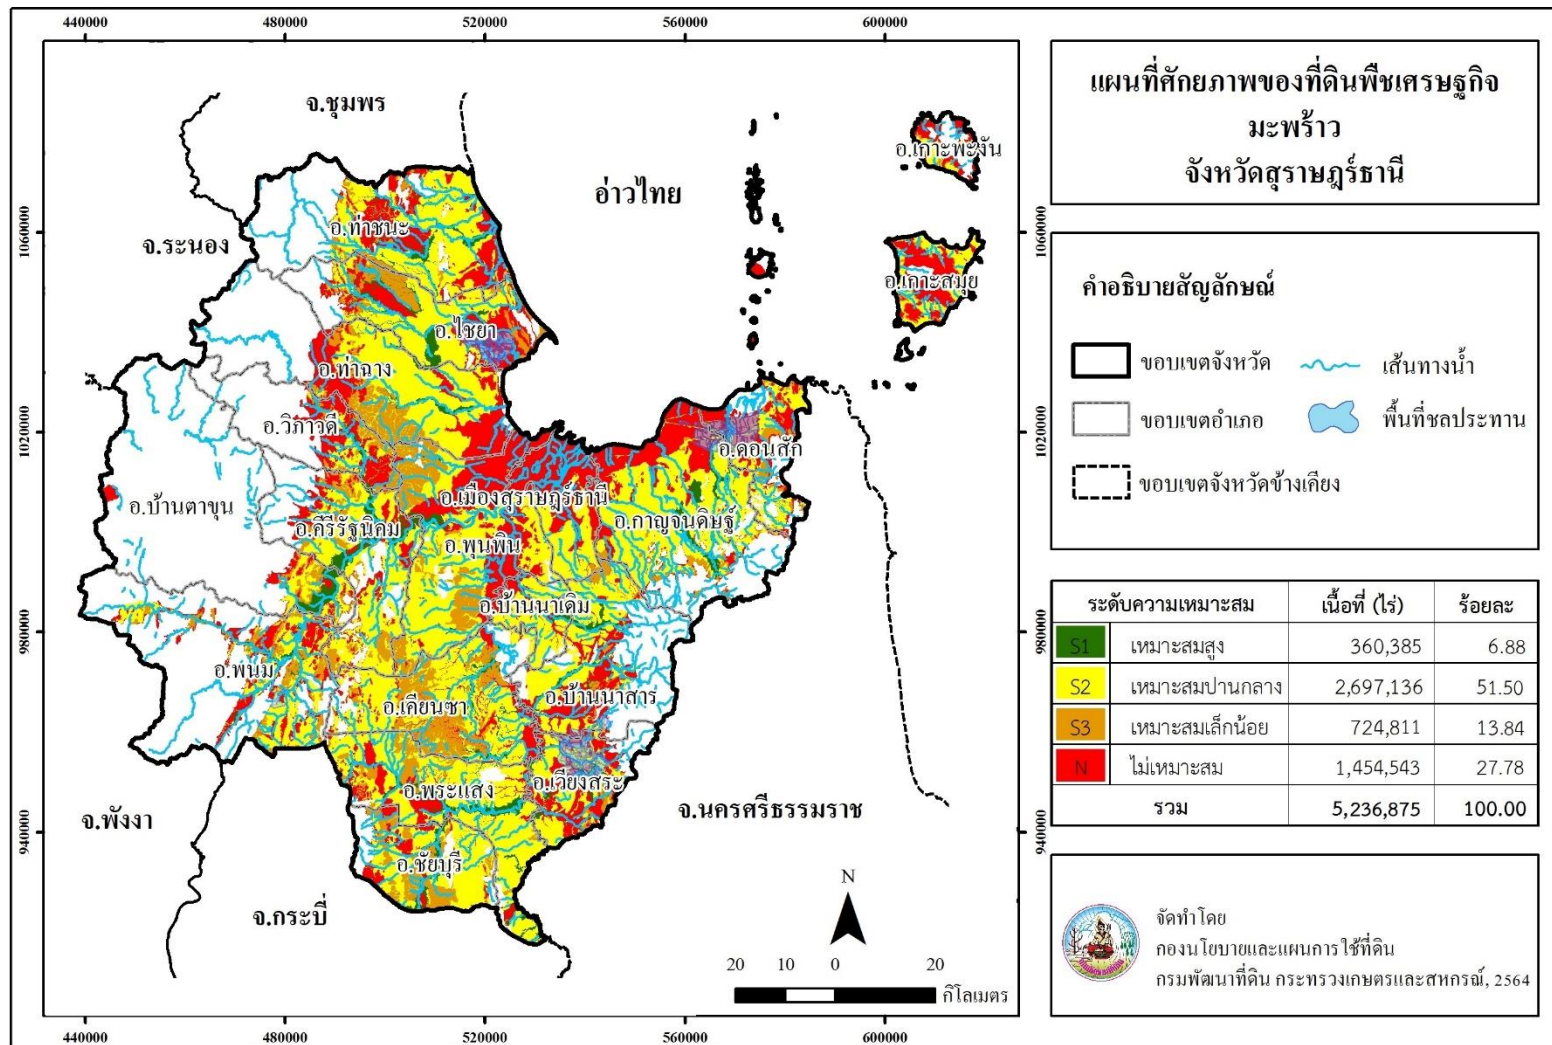 440000 480000 520000 560000 600000
แผนที่ศักยภาพของที่ดินพืชเศรษฐกิจ
มะพร้าว
จังหวัดสุราษฎร์ธานี
จ.ชุมพร
อ.เกาะพะงัน
อ.ท่าชนะ
อ่าวไทย
จ.ระนอง
1060000
1060000
อ.เกาะสมุย
อ.ไชยา
อ.ท่าฉาง
อ.วิภาวดี
1020000
1020000
อ.ดอนสัก
อ.บ้านตาขุน
อ.เมืองสุราษฎร์ธานี
อ.คีรีรัฐนิคม
อ.กาญจนดิษฐ์
อ.พุนพิน
อ.บ้านนาเดิม
980000
980000
อ.พนม
อ.บ้านนาสาร
อ.เคียนซา
อ.เวียงสระ
อ.พระแสง
จ.พังงา
จ.นครศรีธรรมราช
940000
940000
อ.ชัยบุรี
จ.กระบี่
N
20 10 0 20
กิโลเมตร
440000 480000 520000 560000 600000
คำอธิบายสัญลักษณ์
ขอบเขตจังหวัด เส้นทางน้ำ
ขอบเขตอำเภอ พื้นที่ชลประทาน
ขอบเขตจังหวัดข้างเคียง
ระดับความเหมาะสม เนื้อที่ (ไร่) ร้อยละ
S1 เหมาะสมสูง 360,385 6.88
S2 เหมาะสมปานกลาง 2,697,136 51.50
S3 เหมาะสมเล็กน้อย 724,811 13.84
N ไม่เหมาะสม 1,454,543 27.78
รวม 5,236,875 100.00
จัดทำโดย
กองนโยบายและแผนการใช้ที่ดิน
กรมพัฒนาที่ดิน กระทรวงเกษตรและสหกรณ์, 2564